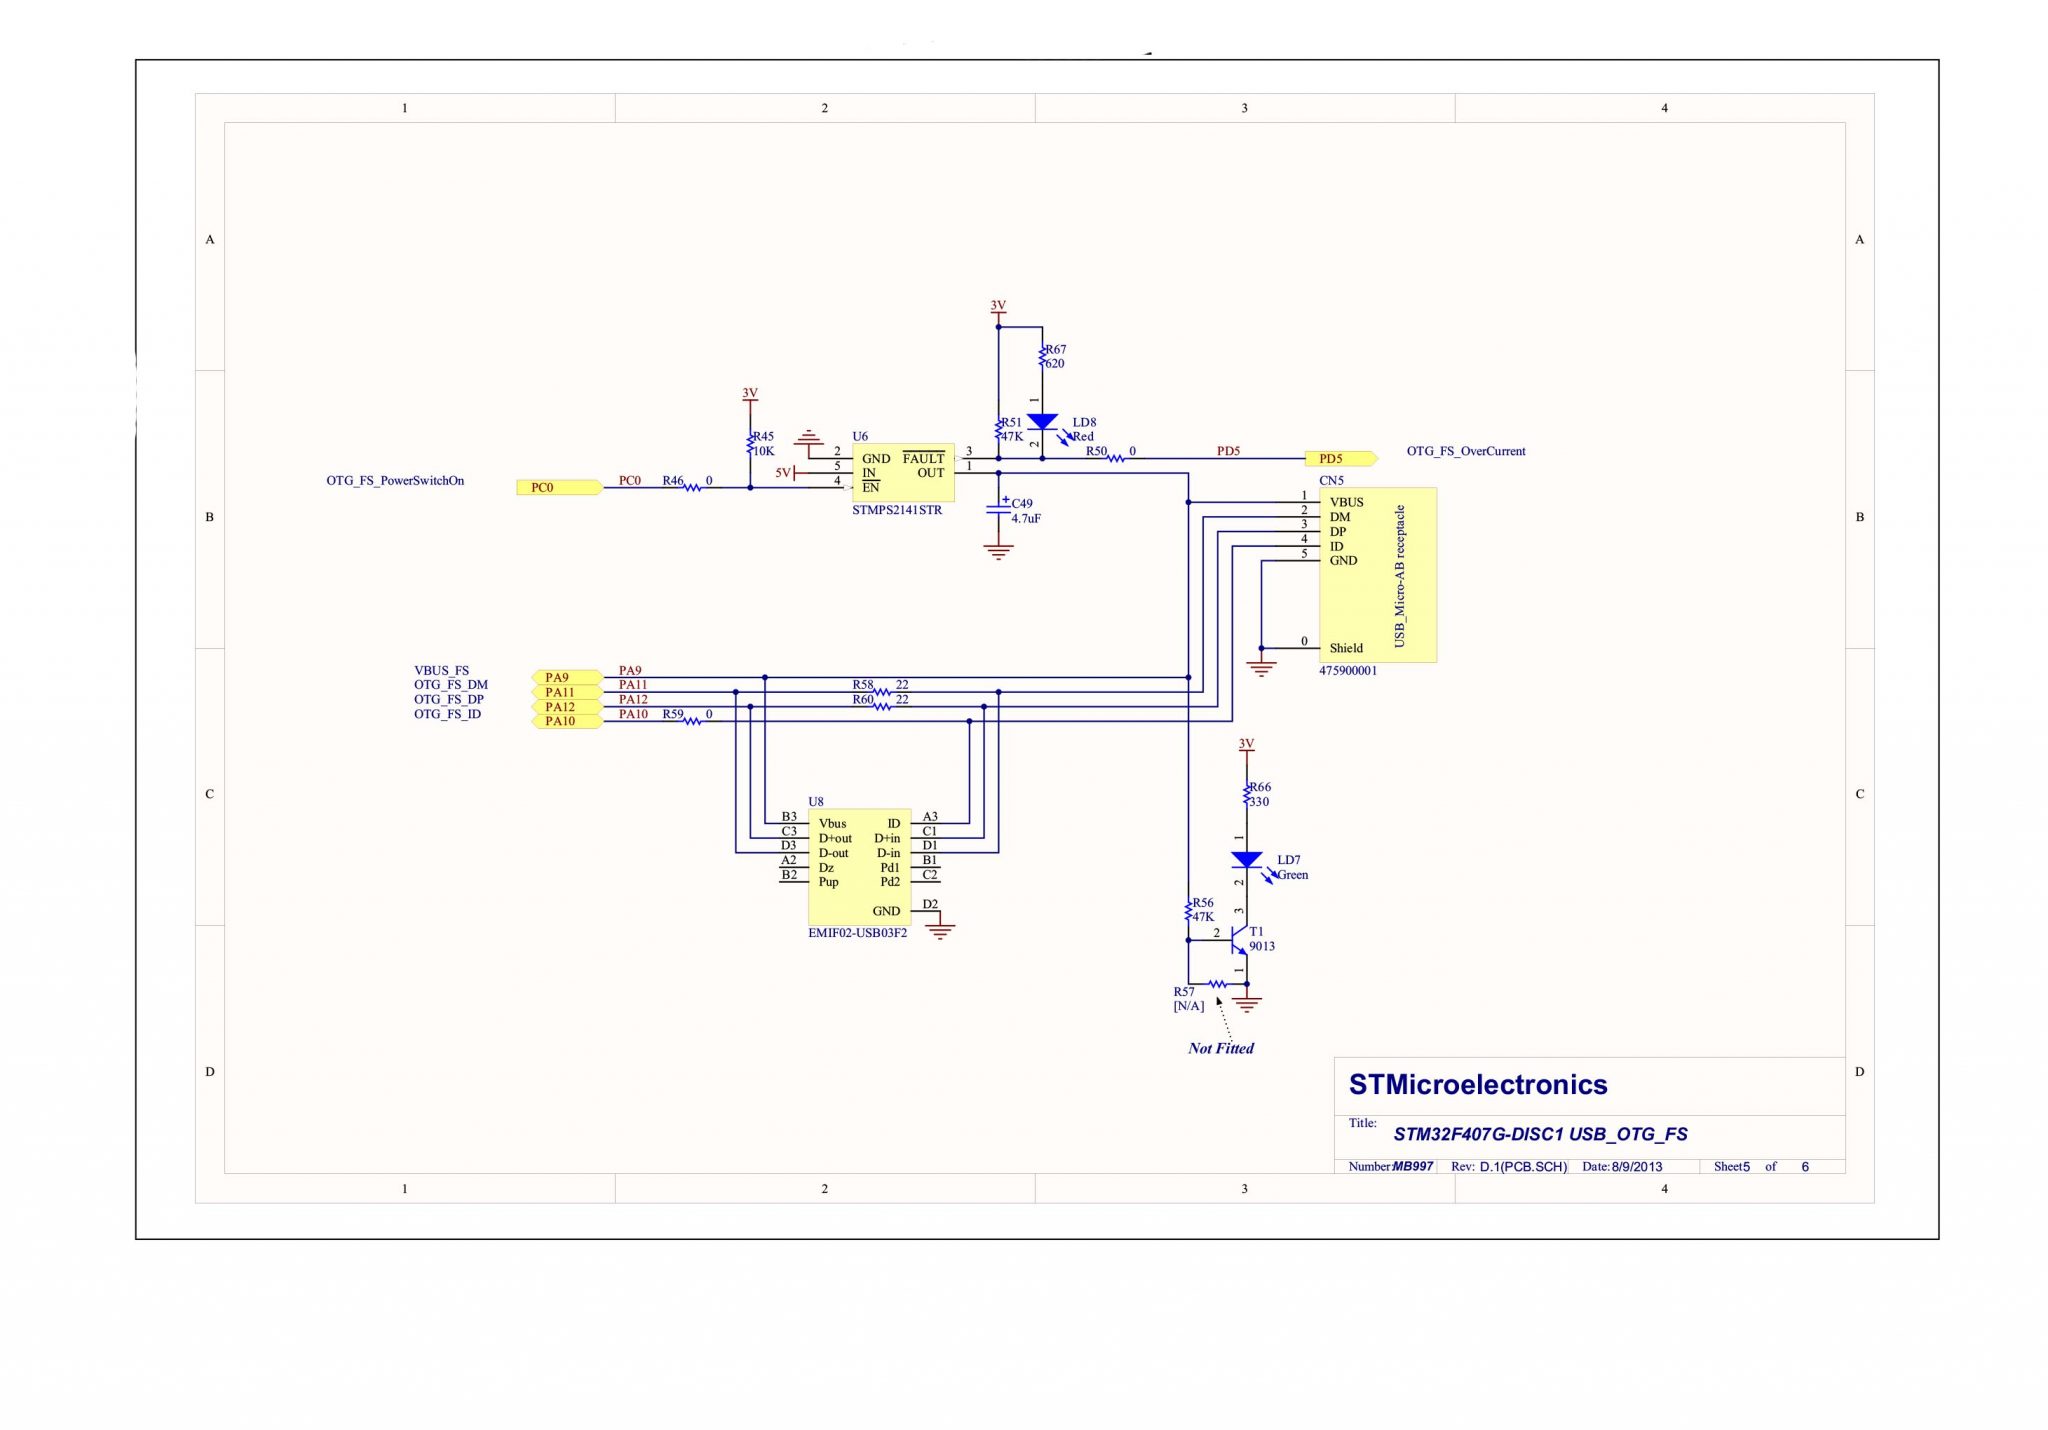 1 2 3 4
A A
3V
R67
620
3V
R45
10K
U6
R51
47K
1
2
LD8
Red
2 GND FAULT 3
5V 5 IN OUT 1
4 EN
STMPS2141STR
R50 0 PD5 PD5 OTG_FS_OverCurrent
OTG_FS_PowerSwitchOn PC0 PC0 R46 0
C49
4.7uF
+
B B
CN5
1 VBUS
2 DM
3 DP
4 ID
5 GND
0 Shield
USB_Micro-AB receptacle
475900001
VBUS_FS PA9 PA9
OTG_FS_DM PA11 PA11 R58 22
OTG_FS_DP PA12 PA12 R60 22
OTG_FS_ID PA10 PA10 R59 0
C C
U8
B3 Vbus ID A3
C3 D+out D+in C1
D3 D-out D-in D1
A2 Dz Pd1 B1
B2 Pup Pd2 C2
GND D2
EMIF02-USB03F2
3V
R66
330
1
LD7
Green
2
3
R56
47K
2
T1
9013
1
R57
[N/A]
Not Fitted
D D
STMicroelectronics
Title:
STM32F407G-DISC1 USB_OTG_FS
Number:MB997 Rev: D.1(PCB.SCH) Date:8/9/2013 Sheet5 of 6
1 2 3 4